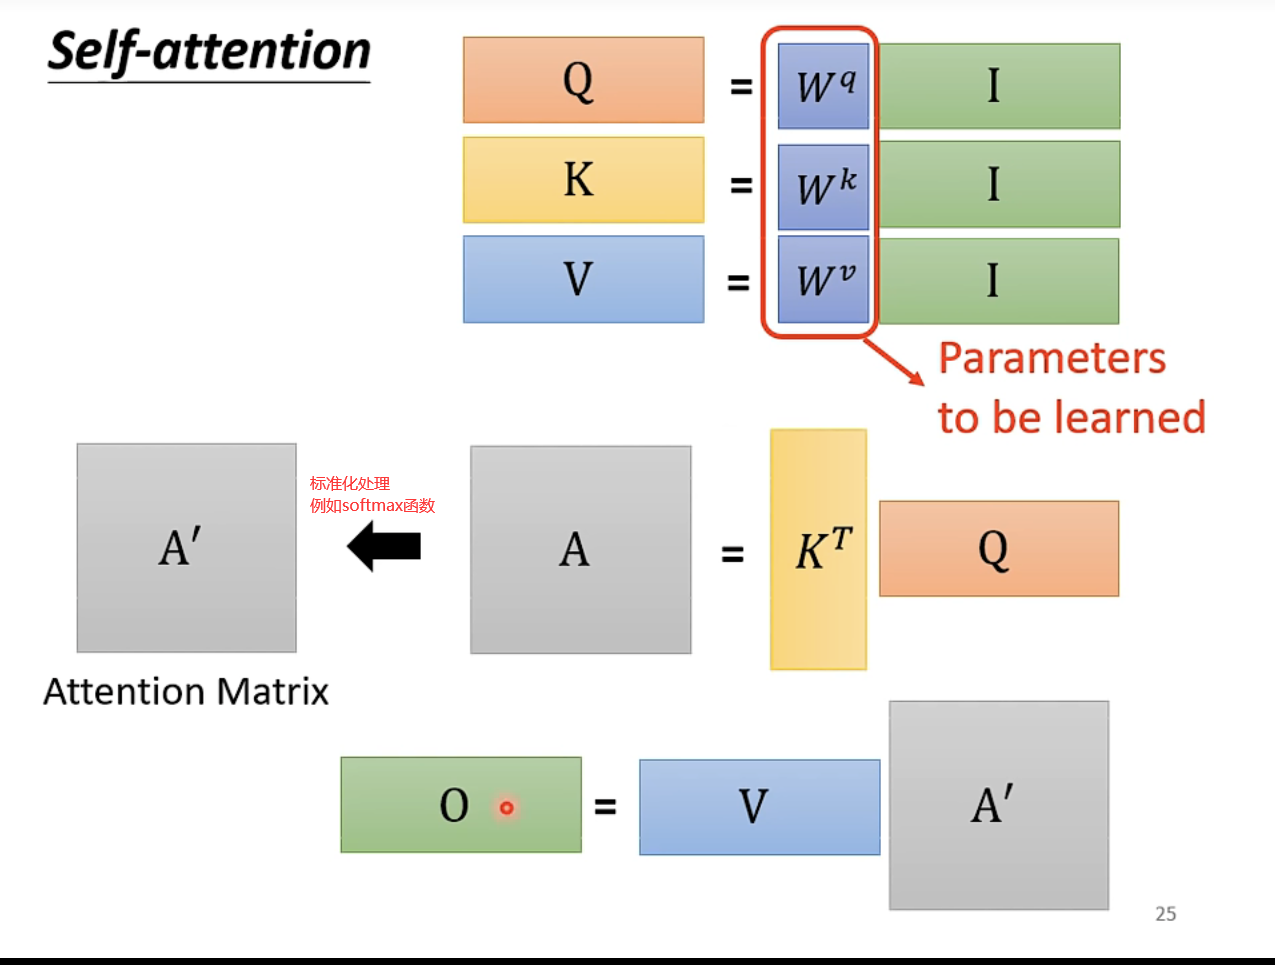 Self-attention
Q = W^q I
K = W^k I
V = W^v I
Parameters
to be learned
标准化处理
例如softmax函数
A′ A = K^T Q
Attention Matrix
O = V A′
25